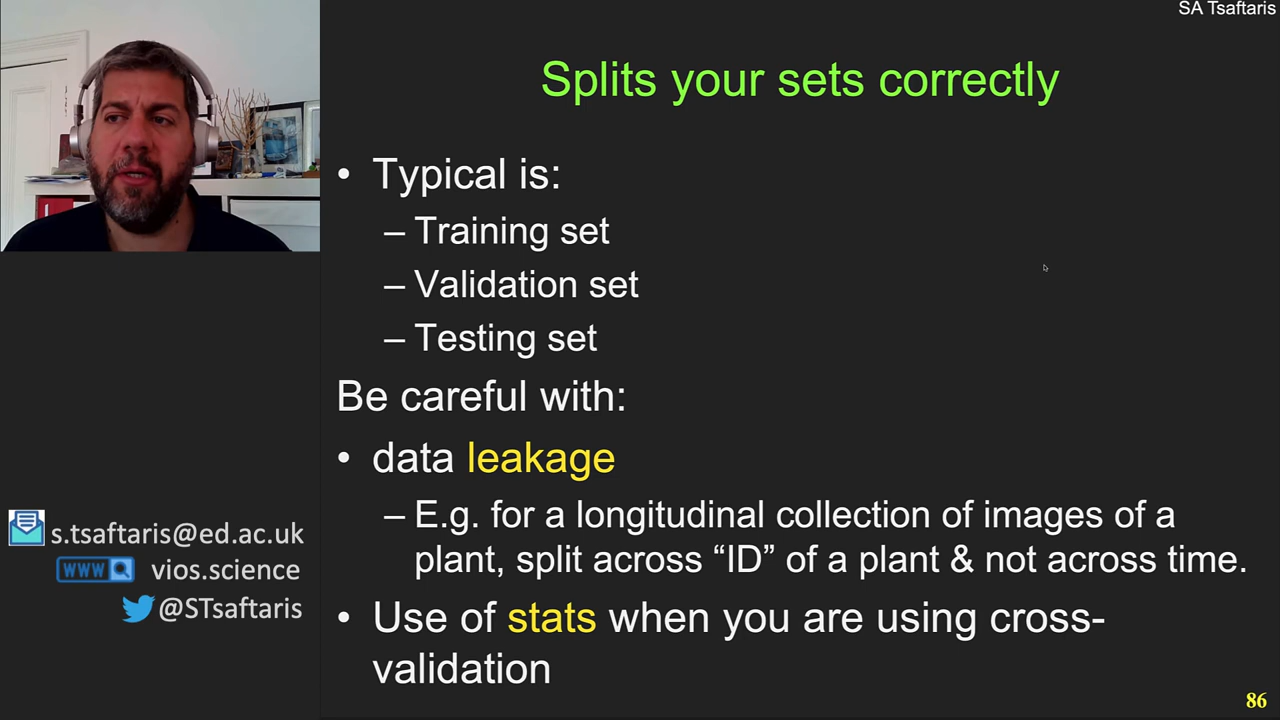 SA Tsaftaris
Splits your sets correctly
• Typical is:
– Training set
– Validation set
– Testing set
Be careful with:
• data leakage
– E.g. for a longitudinal collection of images of a
plant, split across “ID” of a plant & not across time.
• Use of stats when you are using cross-
validation
s.tsaftaris@ed.ac.uk
WWW vios.science
@STsaftaris
86